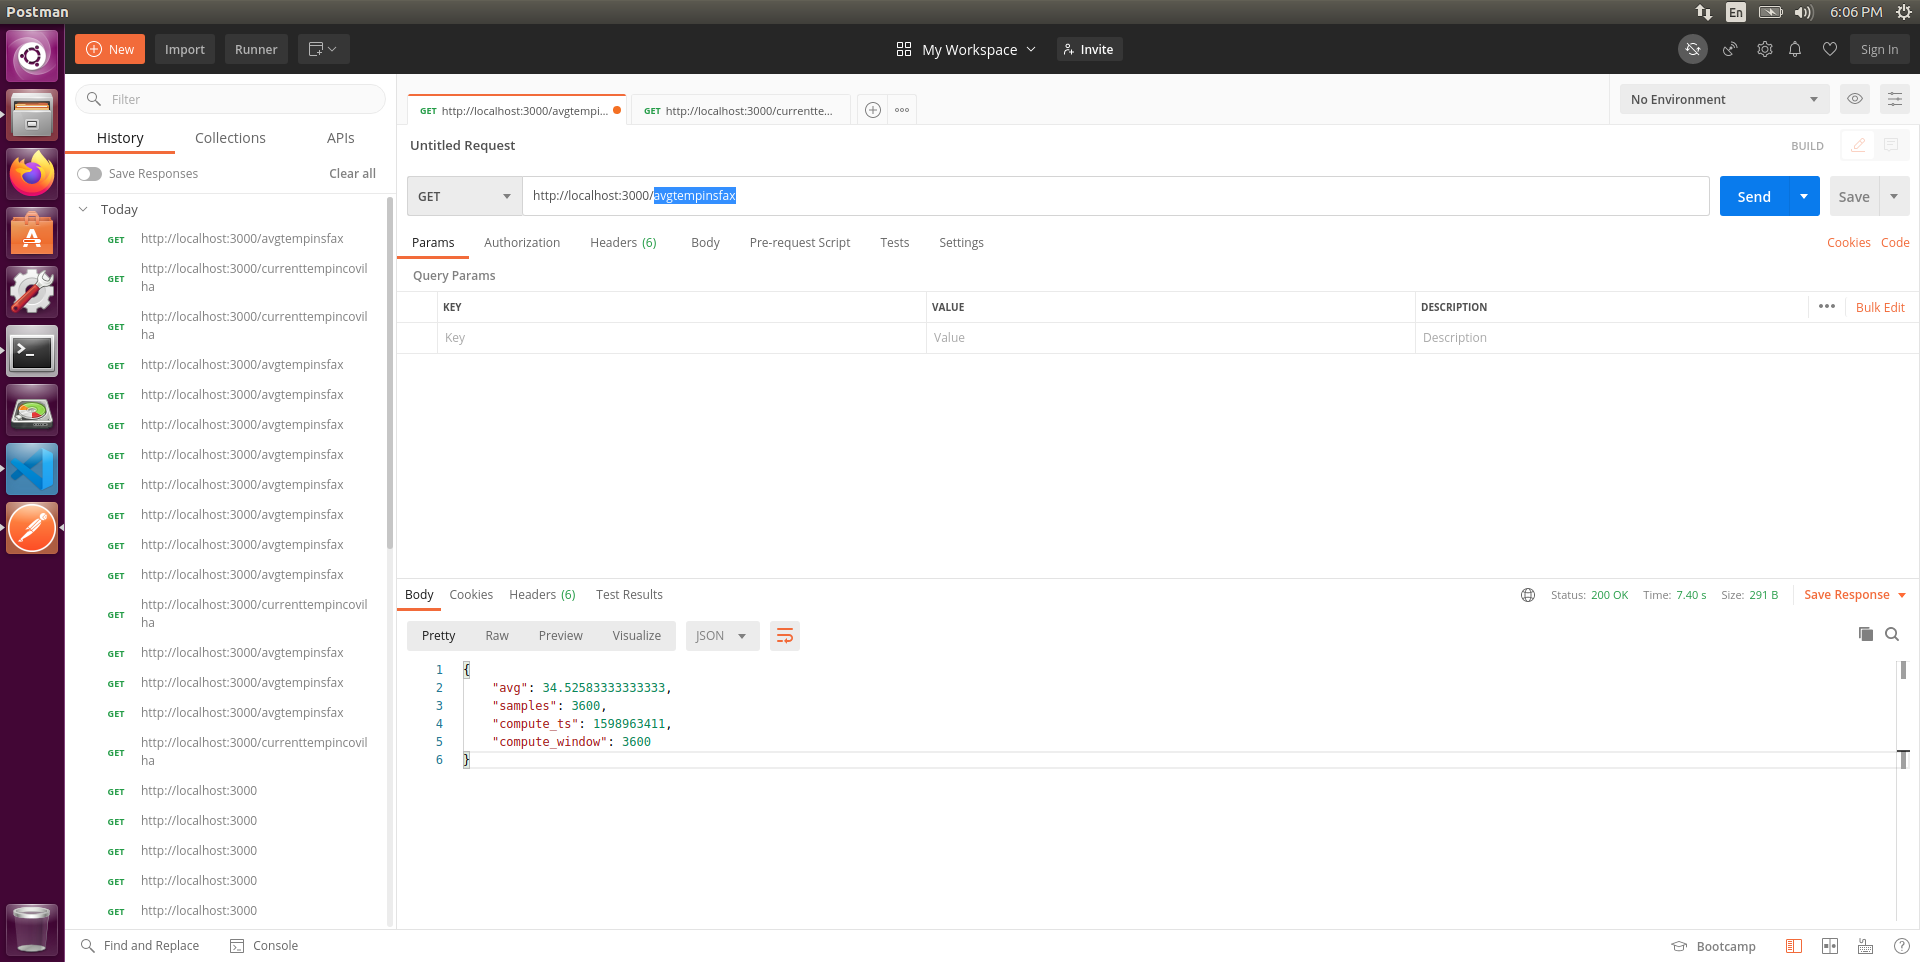 Postman
En
6:06 PM
New
Import
Runner
My Workspace
Invite
Sign In
Filter
History
Collections
APIs
Save Responses
Clear all
Today
GET http://localhost:3000/avgtempinsfax
GET http://localhost:3000/currenttempincovil
ha
GET http://localhost:3000/currenttempincovil
ha
GET http://localhost:3000/avgtempinsfax
GET http://localhost:3000/avgtempinsfax
GET http://localhost:3000/avgtempinsfax
GET http://localhost:3000/avgtempinsfax
GET http://localhost:3000/avgtempinsfax
GET http://localhost:3000/avgtempinsfax
GET http://localhost:3000/avgtempinsfax
GET http://localhost:3000/avgtempinsfax
GET http://localhost:3000/currenttempincovil
ha
GET http://localhost:3000/avgtempinsfax
GET http://localhost:3000/avgtempinsfax
GET http://localhost:3000/avgtempinsfax
GET http://localhost:3000/currenttempincovil
ha
GET http://localhost:3000
GET http://localhost:3000
GET http://localhost:3000
GET http://localhost:3000
GET http://localhost:3000
GET http://localhost:3000/avgtempi...
GET http://localhost:3000/currentte...
No Environment
Untitled Request
BUILD
GET
http://localhost:3000/avgtempinsfax
Send
Save
Params
Authorization
Headers (6)
Body
Pre-request Script
Tests
Settings
Cookies
Code
Query Params
KEY
VALUE
DESCRIPTION
Bulk Edit
Key
Value
Description
Body
Cookies
Headers (6)
Test Results
Status: 200 OK
Time: 7.40 s
Size: 291 B
Save Response
Pretty
Raw
Preview
Visualize
JSON
1 {
2 "avg": 34.52583333333333,
3 "samples": 3600,
4 "compute_ts": 1598963411,
5 "compute_window": 3600
6 }
Find and Replace
Console
Bootcamp